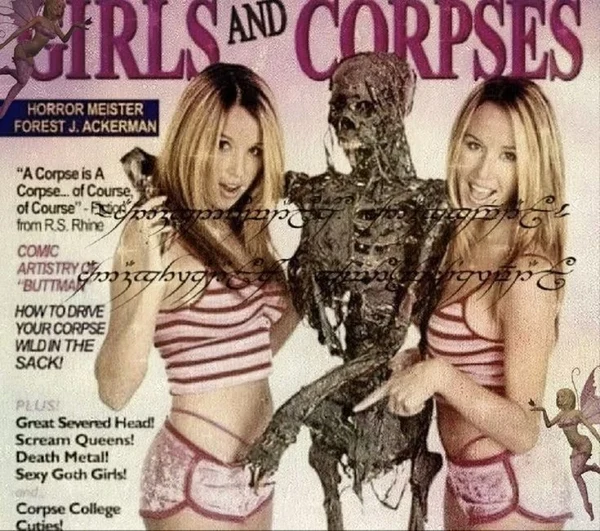 GIRLS AND CORPSES
HORROR MEISTER
FOREST J. ACKERMAN
"A Corpse is A
Corpse... of Course,
of Course" - Fiction
from R.S. Rhine
COMIC
ARTISTRY OF
"BUTTMAN"
HOW TO DRIVE
YOUR CORPSE
WILD IN THE
SACK!
PLUS!
Great Severed Head!
Scream Queens!
Death Metal!
Sexy Goth Girls!
and...
Corpse College
Cuties!